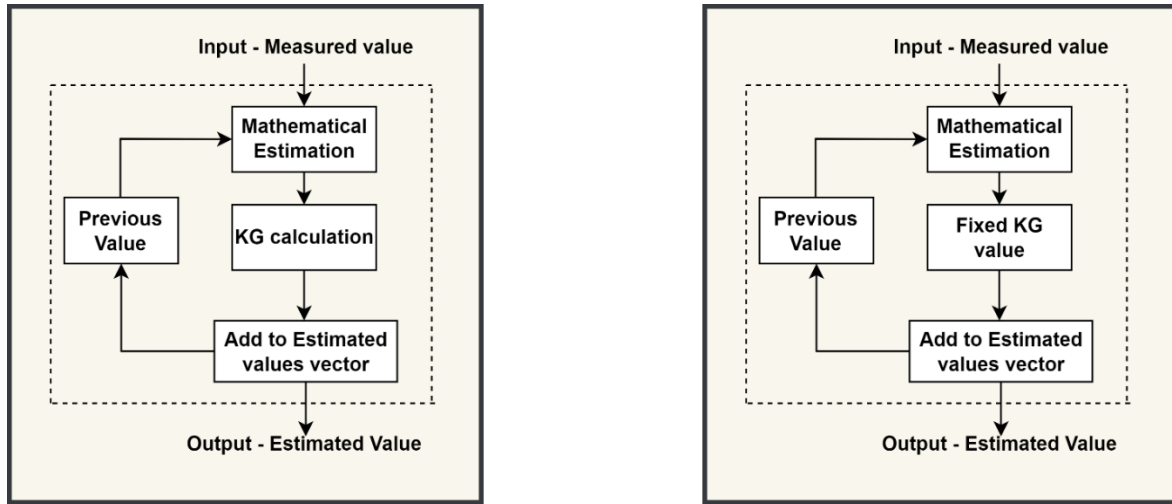 Input - Measured value
Mathematical
Estimation
Previous
Value
KG calculation
Add to Estimated
values vector
Output - Estimated Value
Input - Measured value
Mathematical
Estimation
Previous
Value
Fixed KG
value
Add to Estimated
values vector
Output - Estimated Value